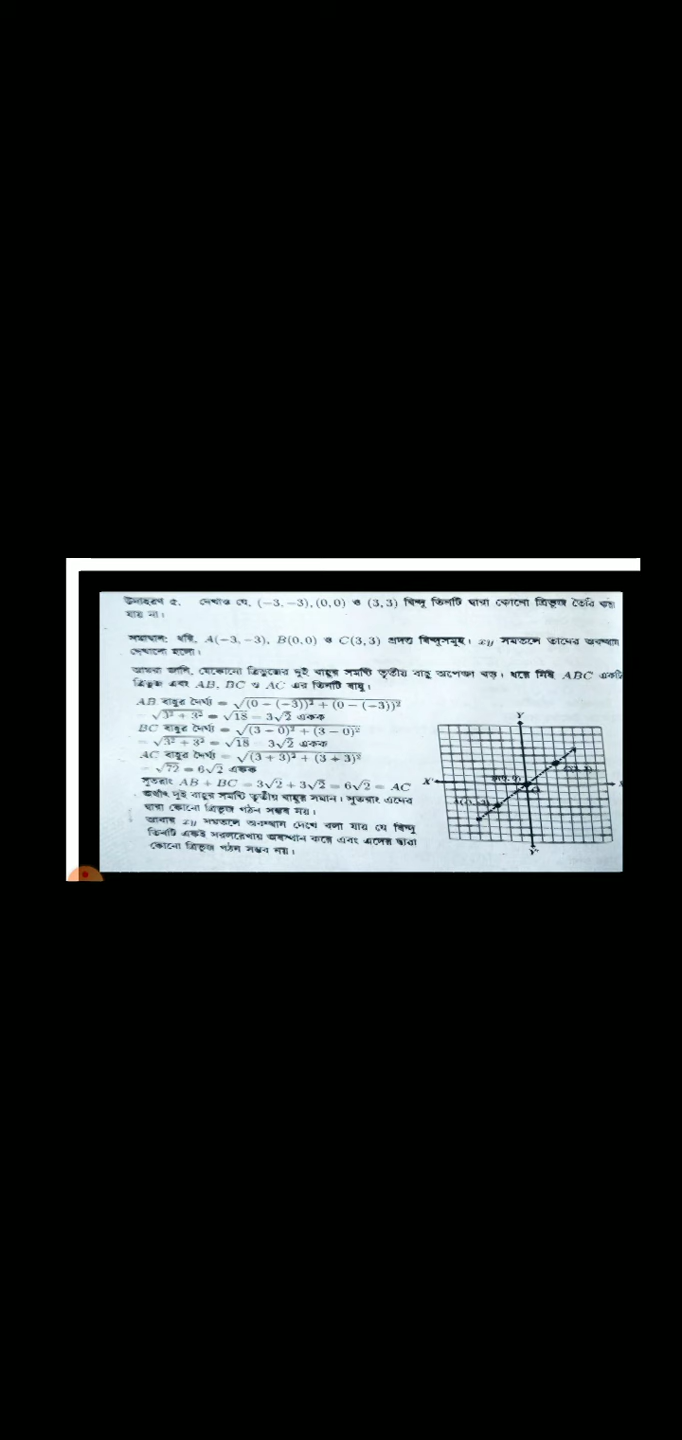 উদাহরণ ৫. দেখাও যে, (−3, −3), (0, 0) ও (3, 3) বিন্দু তিনটি দ্বারা কোনো ত্রিভুজ তৈরি করা
যায় না।
সমাধান: ধরি, A(−3, −3), B(0, 0) ও C(3, 3) প্রদত্ত বিন্দুসমূহ। xy সমতলে তাদের অবস্থান
দেখানো হলো।
আমরা জানি, যেকোনো ত্রিভুজের দুই বাহুর সমষ্টি তৃতীয় বাহু অপেক্ষা বড়। ধরে নিই ABC একটি
ত্রিভুজ এবং AB, BC ও AC এর তিনটি বাহু।
AB বাহুর দৈর্ঘ্য = √((0 − (−3))² + (0 − (−3))²
= √(3² + 3²) = √18 = 3√2 একক
BC বাহুর দৈর্ঘ্য = √((3 − 0)² + (3 − 0)²)
= √(3² + 3²) = √18 = 3√2 একক
AC বাহুর দৈর্ঘ্য = √((3 + 3)² + (3 + 3)²)
= √72 = 6√2 একক
সুতরাং AB + BC = 3√2 + 3√2 = 6√2 = AC
অর্থাৎ দুই বাহুর সমষ্টি তৃতীয় বাহুর সমান। সুতরাং এদের
দ্বারা কোনো ত্রিভুজ গঠন সম্ভব নয়।
আবার xy সমতলে অবস্থান দেখে বলা যায় যে বিন্দু
তিনটি একই সরলরেখায় অবস্থান করে এবং এদের দ্বারা
কোনো ত্রিভুজ গঠন সম্ভব নয়।
Y
X'
Y'